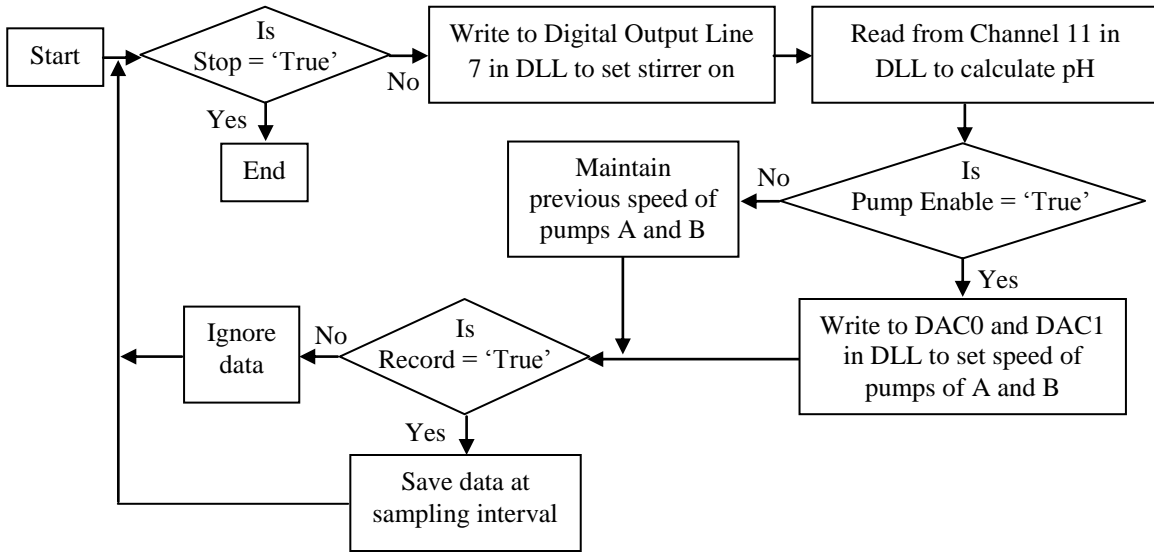 Start
Is
Stop = ‘True’
No
Yes
End
Write to Digital Output Line
7 in DLL to set stirrer on
Read from Channel 11 in
DLL to calculate pH
Is
Pump Enable = ‘True’
No
Maintain
previous speed of
pumps A and B
Yes
Write to DAC0 and DAC1
in DLL to set speed of
pumps of A and B
Is
Record = ‘True’
No
Ignore
data
Yes
Save data at
sampling interval